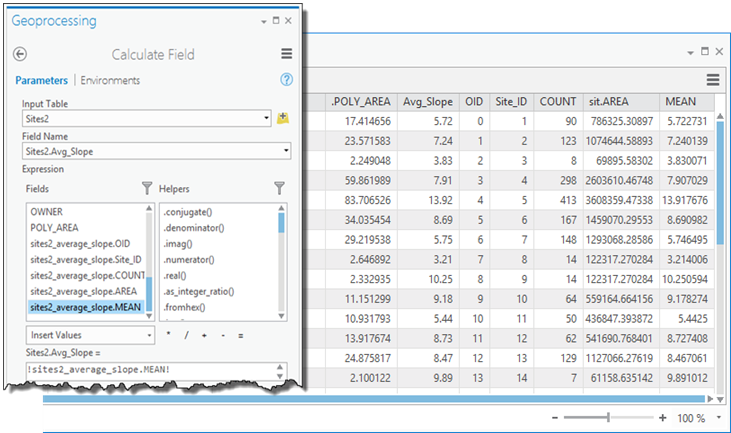 Geoprocessing
Calculate Field
Parameters | Environments
?
Input Table
Sites2
Field Name
Sites2.Avg_Slope
Expression
Fields Helpers
OWNER
POLY_AREA
sites2_average_slope.OID
sites2_average_slope.Site_ID
sites2_average_slope.COUNT
sites2_average_slope.AREA
sites2_average_slope.MEAN
.conjugate()
.denominator()
.imag()
.numerator()
.real()
.as_integer_ratio()
.fromhex()
Insert Values * / + - =
Sites2.Avg_Slope =
!sites2_average_slope.MEAN!
.POLY_AREA Avg_Slope OID Site_ID COUNT sit.AREA MEAN
17.414656 5.72 0 1 90 786325.30897 5.722731
23.571583 7.24 1 2 123 1074644.58893 7.240139
2.249048 3.83 2 3 8 69895.58302 3.830071
59.861989 7.91 3 4 298 2603610.46748 7.907029
83.706526 13.92 4 5 413 3608359.47338 13.917676
34.035454 8.69 5 6 167 1459070.29553 8.690982
29.219538 5.75 6 7 148 1293068.28586 5.746495
2.646892 3.21 7 8 14 122317.270284 3.214006
2.332935 10.25 8 9 14 122317.270284 10.250594
11.151299 9.18 9 10 64 559164.664156 9.178274
10.931793 5.44 10 11 50 436847.393872 5.4425
13.917674 8.73 11 12 62 541690.768401 8.727408
24.875817 8.47 12 13 129 1127066.27619 8.467061
2.100122 9.89 13 14 7 61158.635142 9.891012
100 %